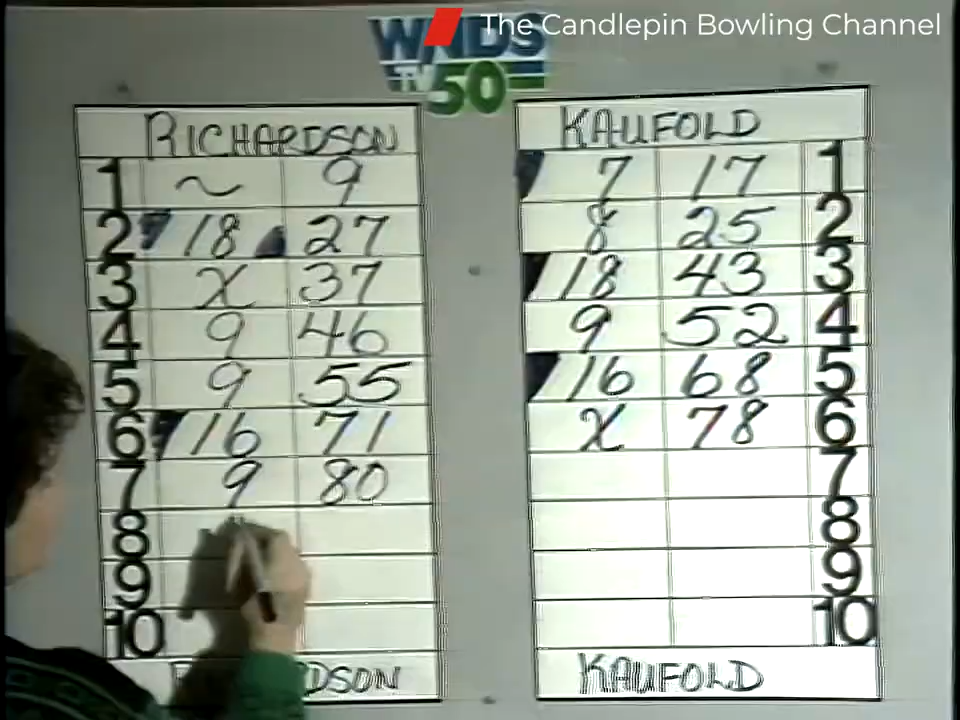 The Candlepin Bowling Channel
WNDS
TV 50
RICHARDSON
1 ~ 9
2 18 27
3 X 37
4 9 46
5 9 55
6 16 71
7 9 80
8
9
10
KAUFOLD
7 17 1
8 25 2
18 43 3
9 52 4
16 68 5
X 78 6
7
8
9
10
KAUFOLD